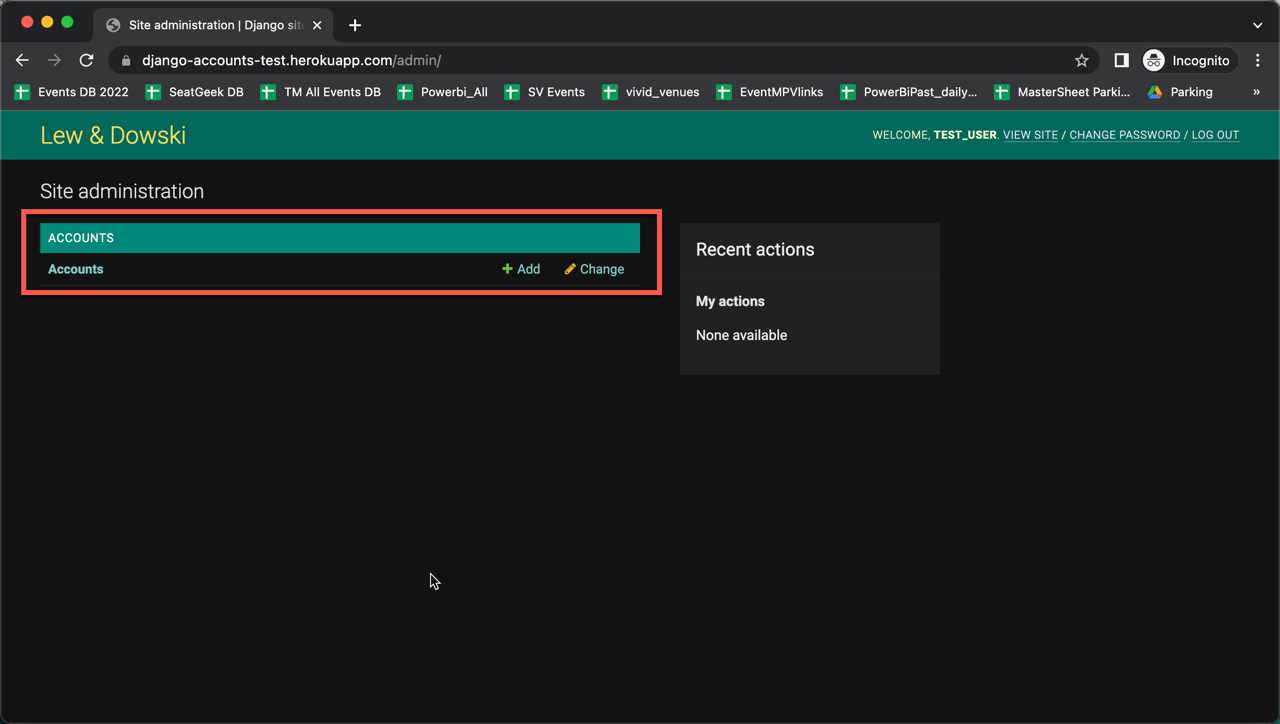 Site administration | Django sit
django-accounts-test.herokuapp.com/admin/
Incognito
Events DB 2022 SeatGeek DB TM All Events DB Powerbi_All SV Events vivid_venues EventMPVlinks PowerBiPast_daily... MasterSheet Parki... Parking »
Lew & Dowski
WELCOME, TEST_USER. VIEW SITE / CHANGE PASSWORD / LOG OUT
Site administration
ACCOUNTS
Accounts Add Change
Recent actions
My actions
None available